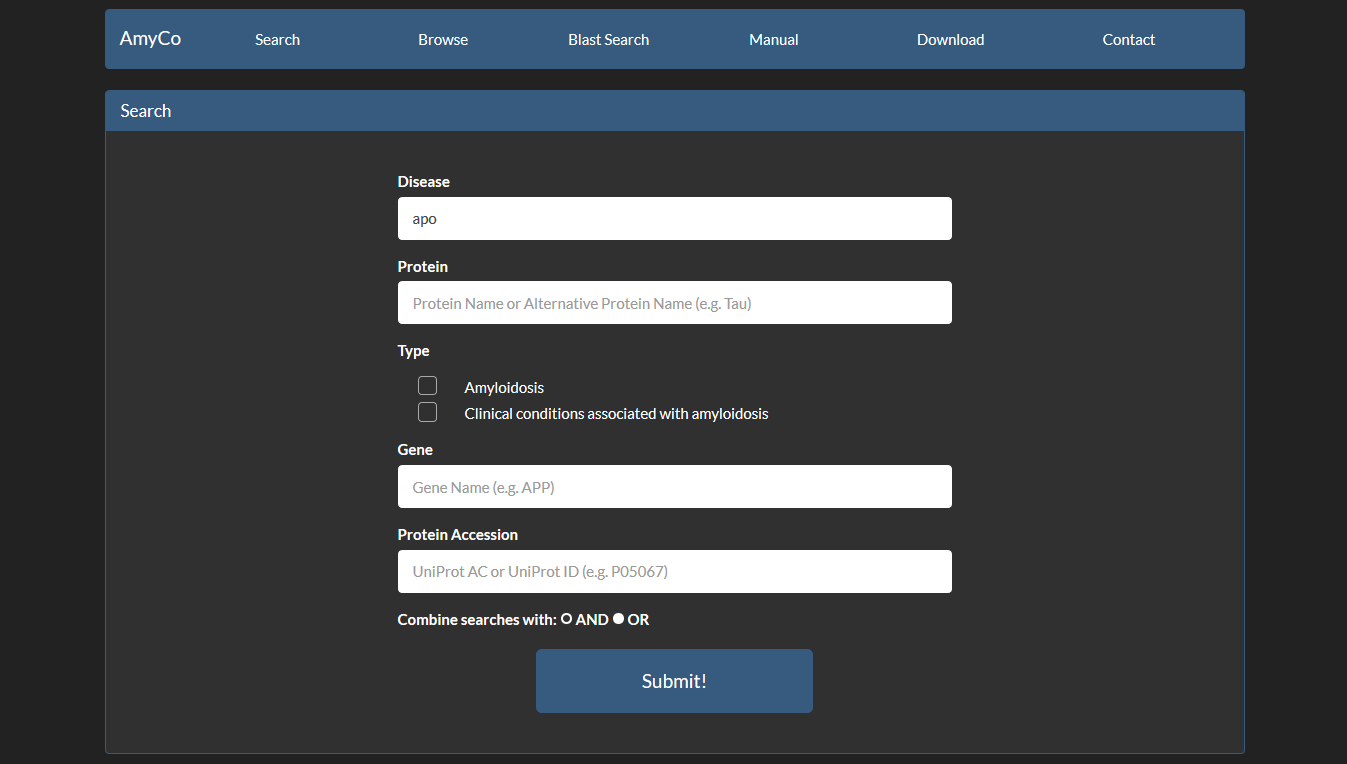 AmyCo Search Browse Blast Search Manual Download Contact
Search
Disease
apo
Protein
Protein Name or Alternative Protein Name (e.g. Tau)
Type
Amyloidosis
Clinical conditions associated with amyloidosis
Gene
Gene Name (e.g. APP)
Protein Accession
UniProt AC or UniProt ID (e.g. P05067)
Combine searches with: AND OR
Submit!